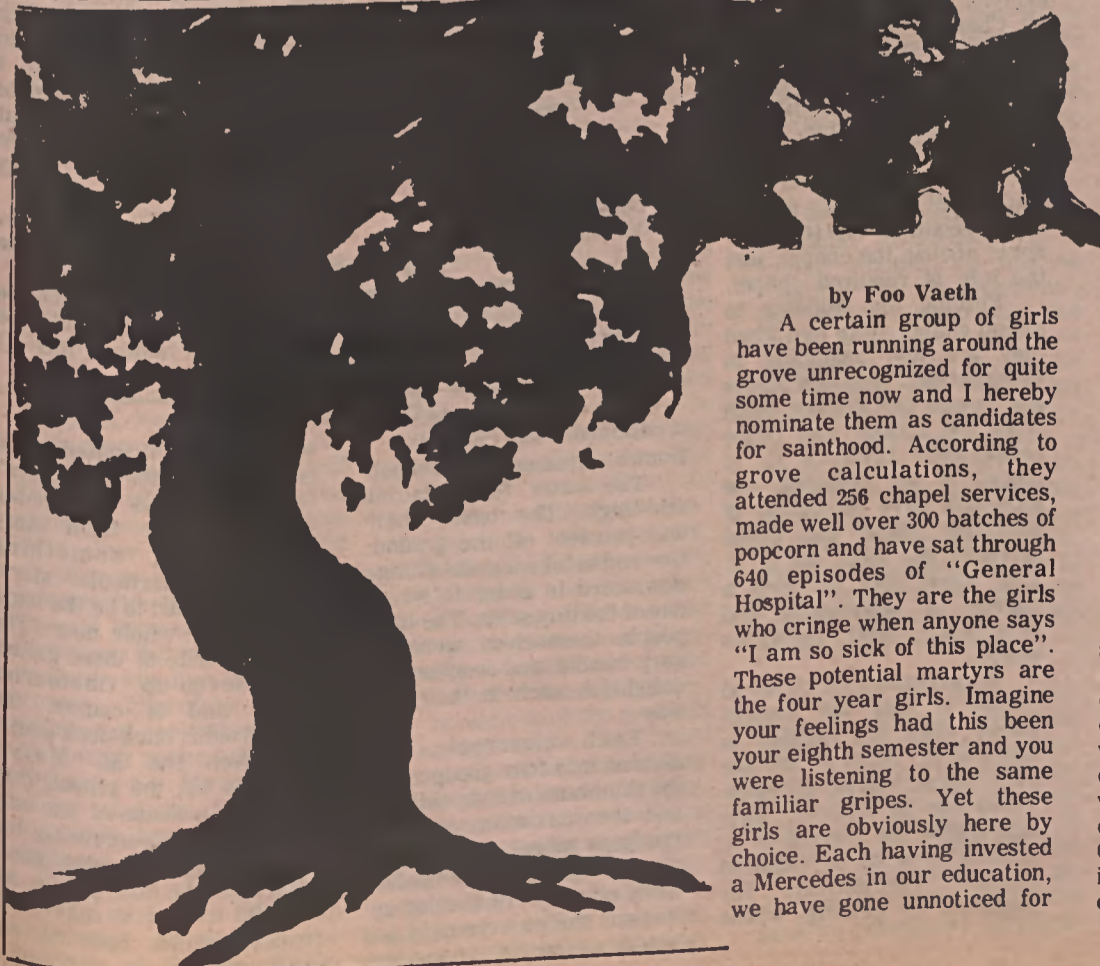 by Foo Vaeth
A certain group of girls
have been running around the
grove unrecognized for quite
some time now and I hereby
nominate them as candidates
for sainthood. According to
grove calculations, they
attended 256 chapel services,
made well over 300 batches of
popcorn and have sat through
640 episodes of "General
Hospital". They are the girls
who cringe when anyone says
"I am so sick of this place".
These potential martyrs are
the four year girls. Imagine
your feelings had this been
your eighth semester and you
were listening to the same
familiar gripes. Yet these
girls are obviously here by
choice. Each having invested
a Mercedes in our education,
we have gone unnoticed for